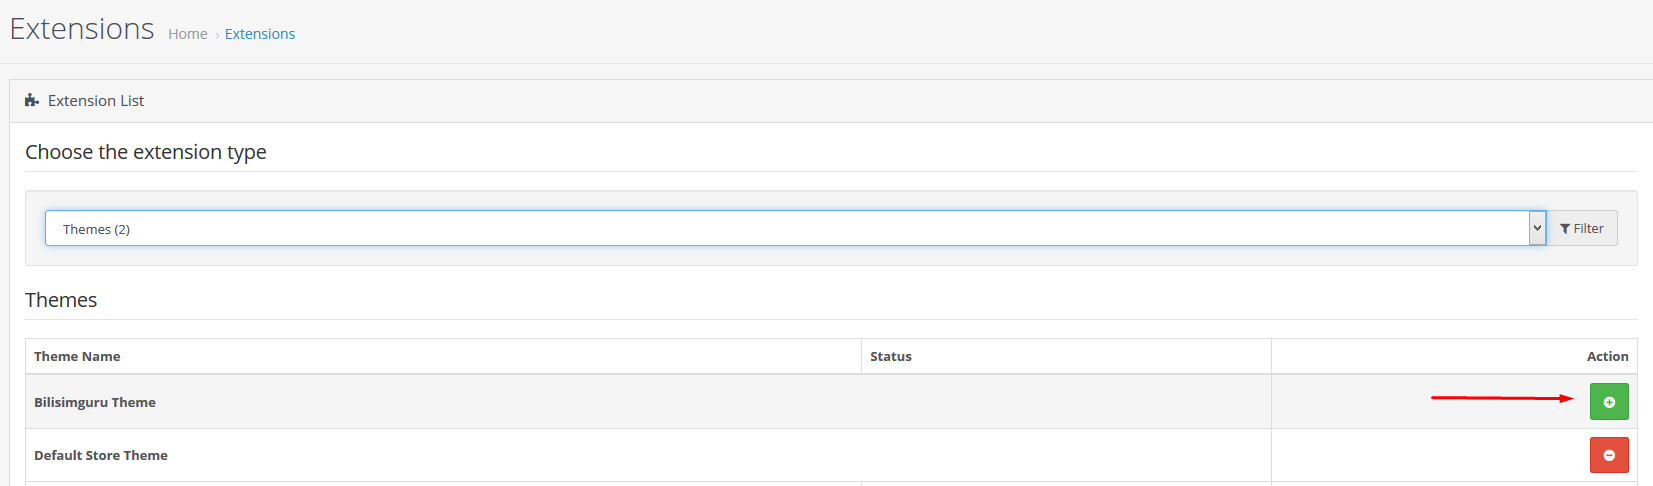 Extensions Home › Extensions
Extension List
Choose the extension type
Themes (2) Filter
Themes
Theme Name Status Action
Bilisimguru Theme
Default Store Theme